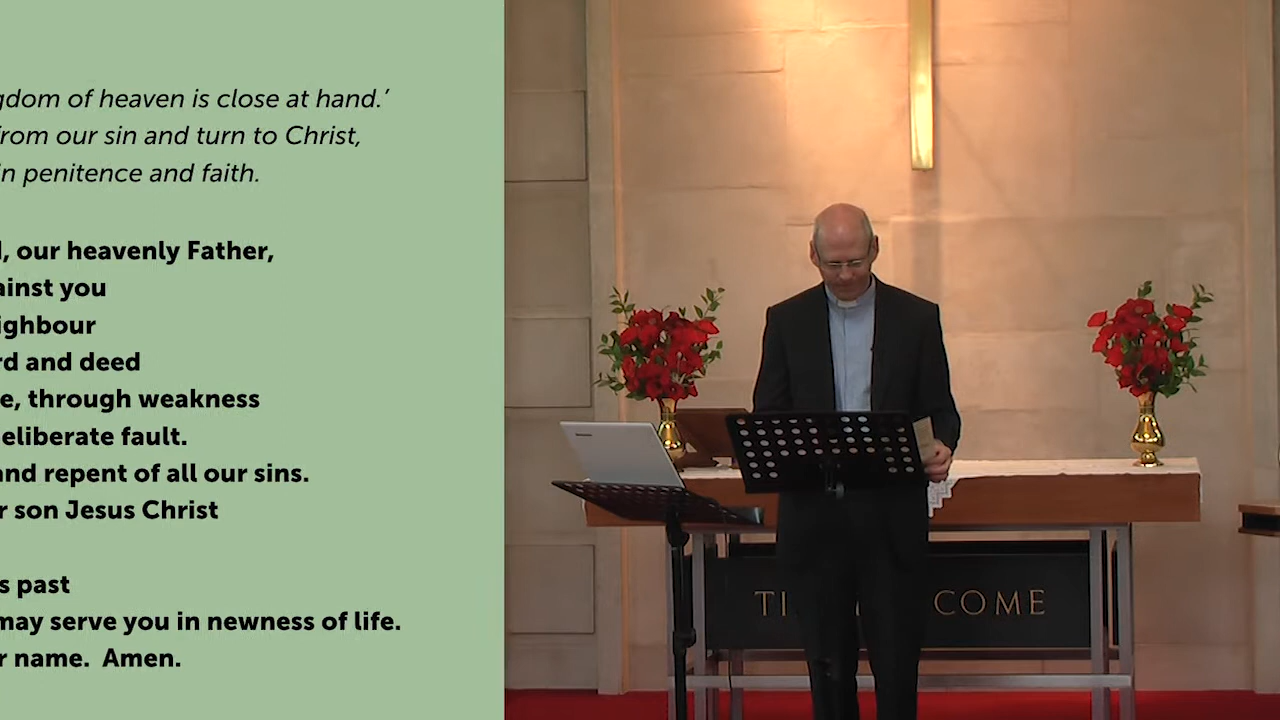 gdom of heaven is close at hand.’
from our sin and turn to Christ,
in penitence and faith.
, our heavenly Father,
ainst you
ighbour
rd and deed
e, through weakness
eliberate fault.
and repent of all our sins.
r son Jesus Christ
s past
may serve you in newness of life.
r name. Amen.
TI COME